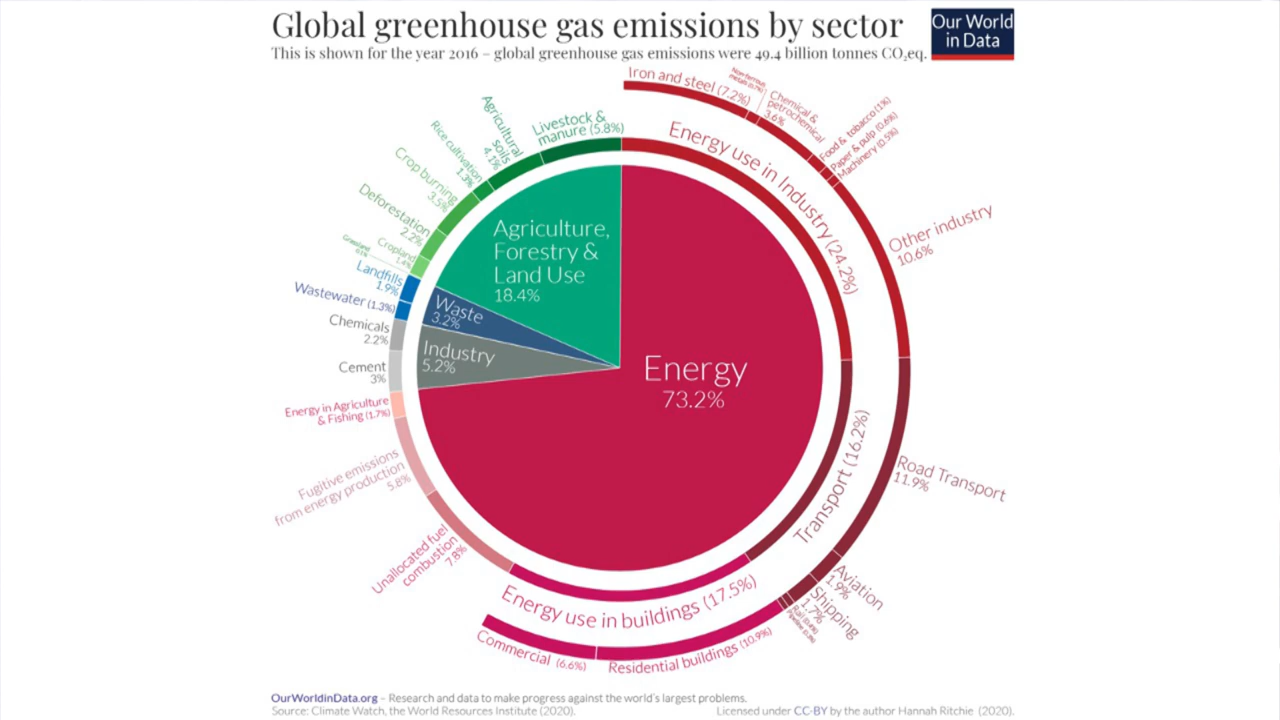 Global greenhouse gas emissions by sector
This is shown for the year 2016 – global greenhouse gas emissions were 49.4 billion tonnes CO₂eq.
Our World
in Data
Iron and steel (7.2%)
Chemical &
petrochemical
3.6%
Food & tobacco (1%)
Paper & pulp (0.6%)
Machinery (0.5%)
Energy use in Industry (24.2%)
Other industry
10.6%
Livestock &
manure (5.8%)
Agricultural
soils
4.1%
Rice cultivation
1.3%
Crop burning
3.5%
Deforestation
2.2%
Cropland
1.4%
Grassland
0.1%
Landfills
1.9%
Wastewater (1.3%)
Chemicals
2.2%
Cement
3%
Energy in Agriculture
& Fishing (1.7%)
Fugitive emissions
from energy production
5.8%
Unallocated fuel
combustion
7.8%
Agriculture,
Forestry &
Land Use
18.4%
Waste
3.2%
Industry
5.2%
Energy
73.2%
Transport (16.2%)
Road Transport
11.9%
Aviation
1.9%
Shipping
1.7%
Rail (0.4%)
Energy use in buildings (17.5%)
Commercial (6.6%)
Residential buildings (10.9%)
OurWorldinData.org – Research and data to make progress against the world's largest problems.
Source: Climate Watch, the World Resources Institute (2020).
Licensed under CC-BY by the author Hannah Ritchie (2020).